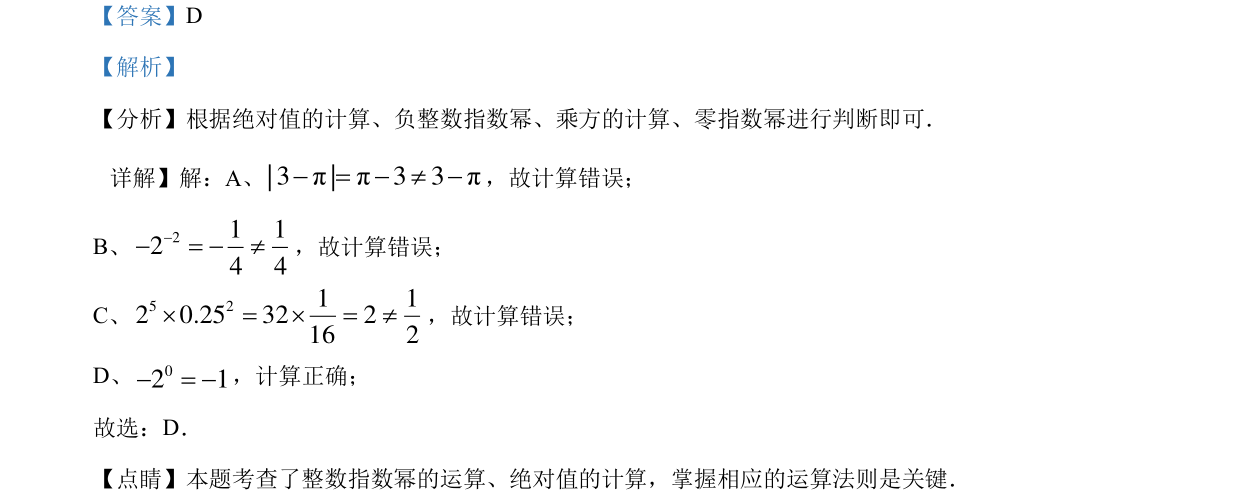 【答案】D
【解析】
【分析】根据绝对值的计算、负整数指数幂、乘方的计算、零指数幂进行判断即可.
详解】解：A、|3−π|=π−3≠3−π，故计算错误；
B、−2⁻²=−1/4≠1/4，故计算错误；
C、2⁵×0.25²=32×1/16=2≠1/2，故计算错误；
D、−2⁰=−1，计算正确；
故选：D.
【点睛】本题考查了整数指数幂的运算、绝对值的计算，掌握相应的运算法则是关键.